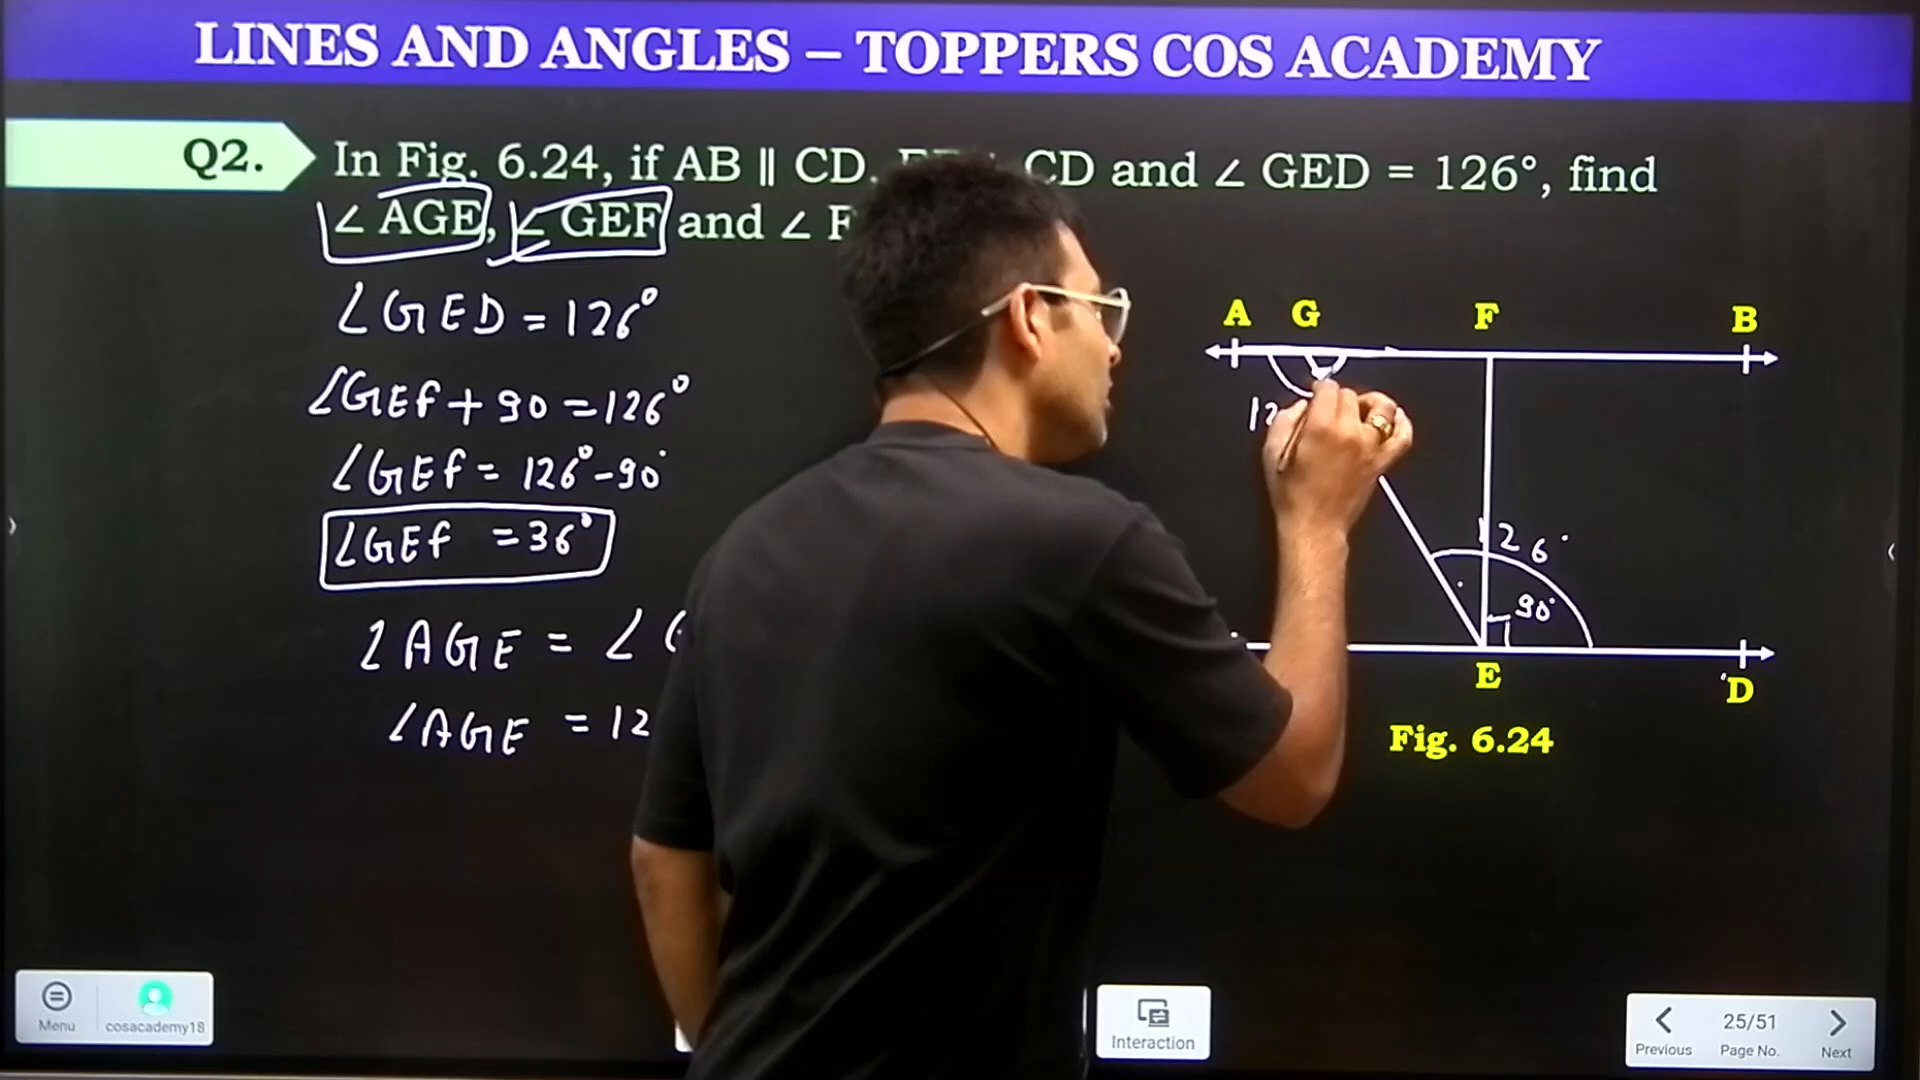 LINES AND ANGLES – TOPPERS COS ACADEMY
Q2. In Fig. 6.24, if AB ∥ CD, CD and ∠ GED = 126°, find
∠ AGE, ∠ GEF and ∠ F
∠GED = 126°
∠GEf + 90 = 126°
∠GEf = 126° - 90°
∠GEf = 36°
∠AGE = ∠
∠AGE = 12
A G F B
12
126°
90°
E
D
Fig. 6.24
Menu
cosacademy18
Interaction
25/51
Previous Page No. Next